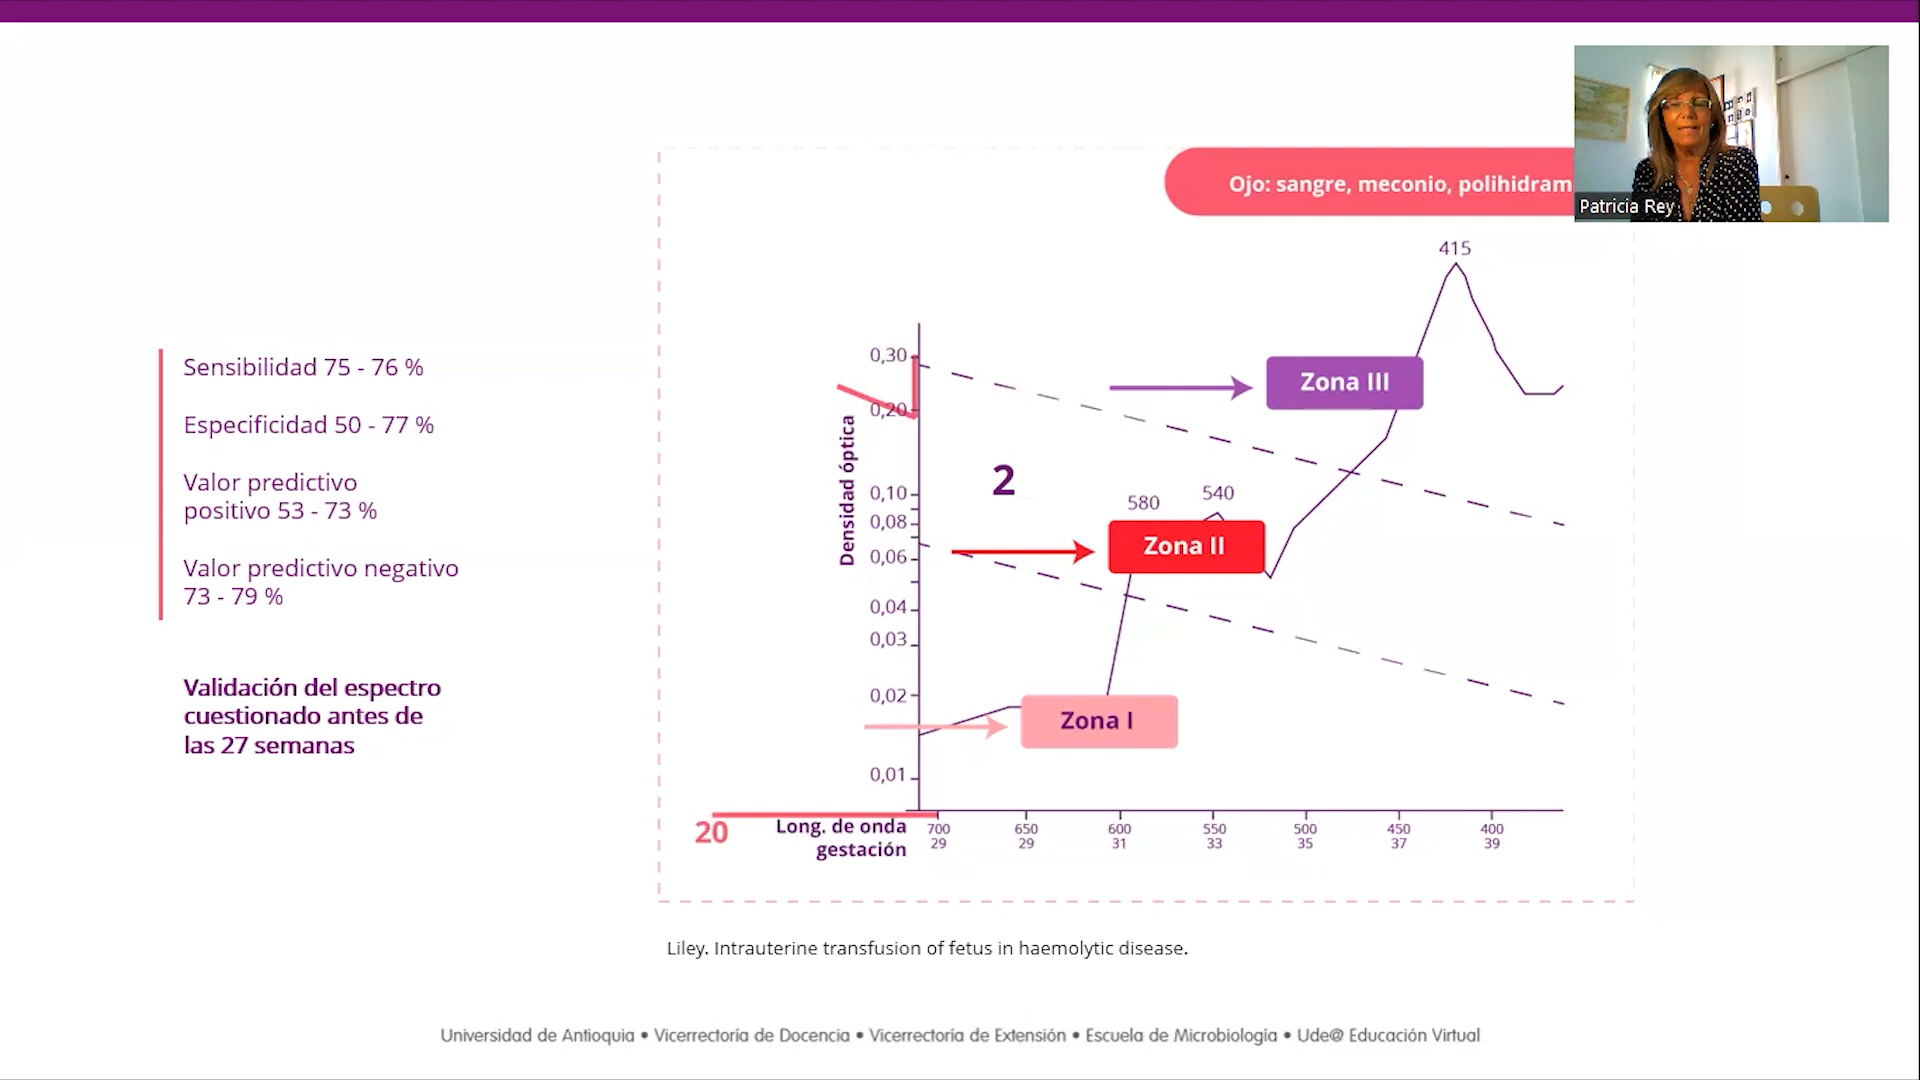 Patricia Rey
Ojo: sangre, meconio, polihidram
Sensibilidad 75 - 76 %
Especificidad 50 - 77 %
Valor predictivo
positivo 53 - 73 %
Valor predictivo negativo
73 - 79 %
Validación del espectro
cuestionado antes de
las 27 semanas
415
0,30
0,20
0,10
0,08
0,06
0,04
0,03
0,02
0,01
Densidad óptica
2
580
540
Zona III
Zona II
Zona I
20
Long. de onda
gestación
700 650 600 550 500 450 400
29 29 31 33 35 37 39
Liley. Intrauterine transfusion of fetus in haemolytic disease.
Universidad de Antioquia • Vicerrectoría de Docencia • Vicerrectoría de Extensión • Escuela de Microbiología • Ude@ Educación Virtual